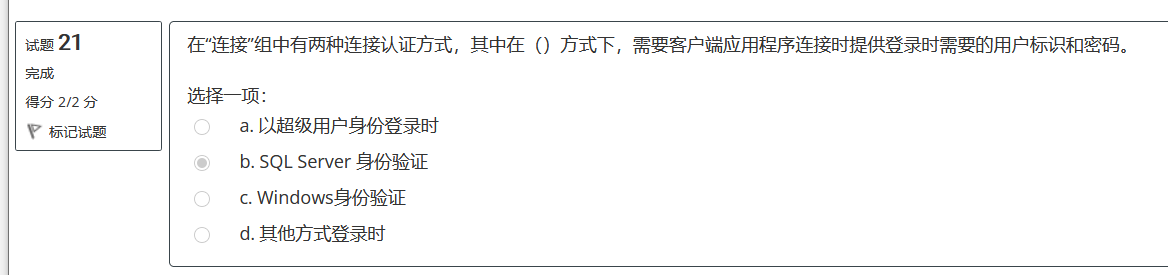 试题 21
完成
得分 2/2 分
标记试题
在“连接”组中有两种连接认证方式，其中在（）方式下，需要客户端应用程序连接时提供登录时需要的用户标识和密码。
选择一项：
a. 以超级用户身份登录时
b. SQL Server 身份验证
c. Windows身份验证
d. 其他方式登录时